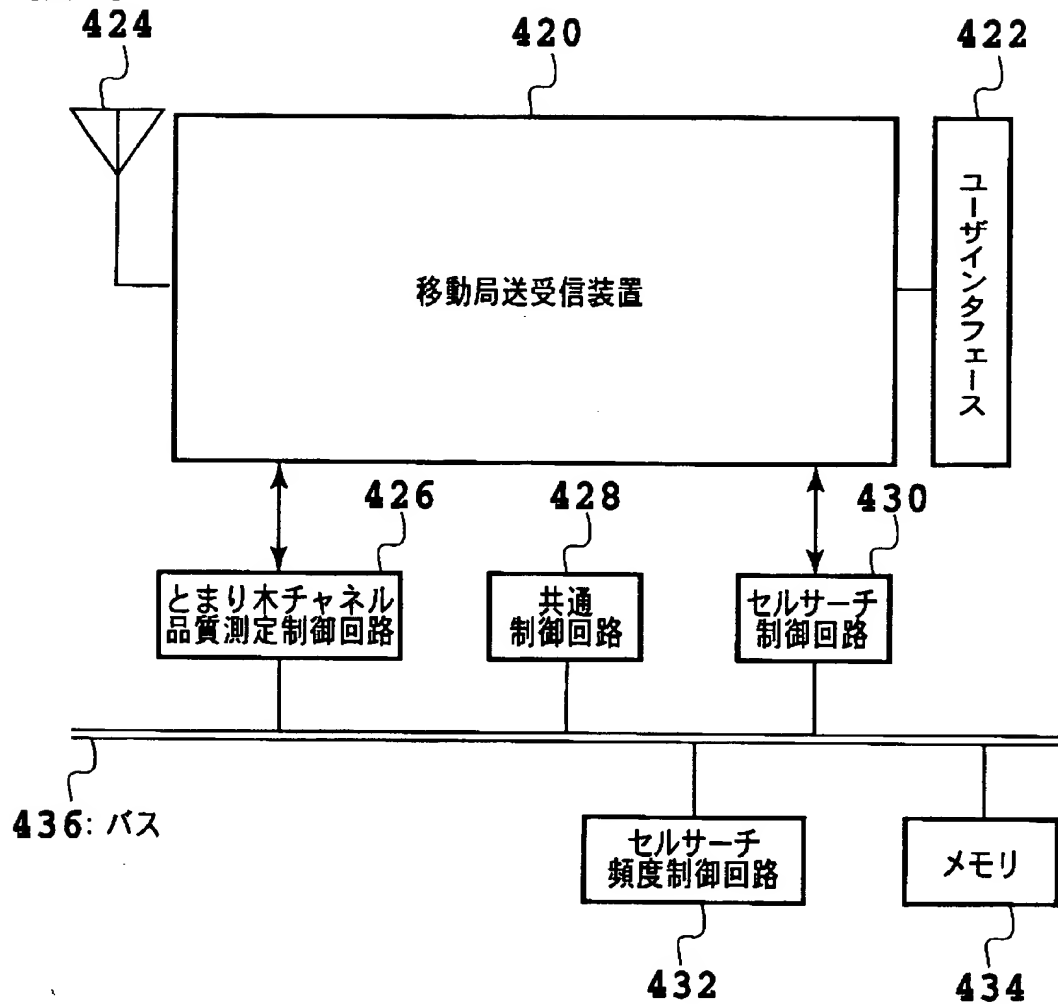 424
420
422
移動局送受信装置
ユーザインタフェース
426
428
430
とまり木チャネル
品質測定制御回路
共通
制御回路
セルサーチ
制御回路
436: バス
セルサーチ
頻度制御回路
メモリ
432
434